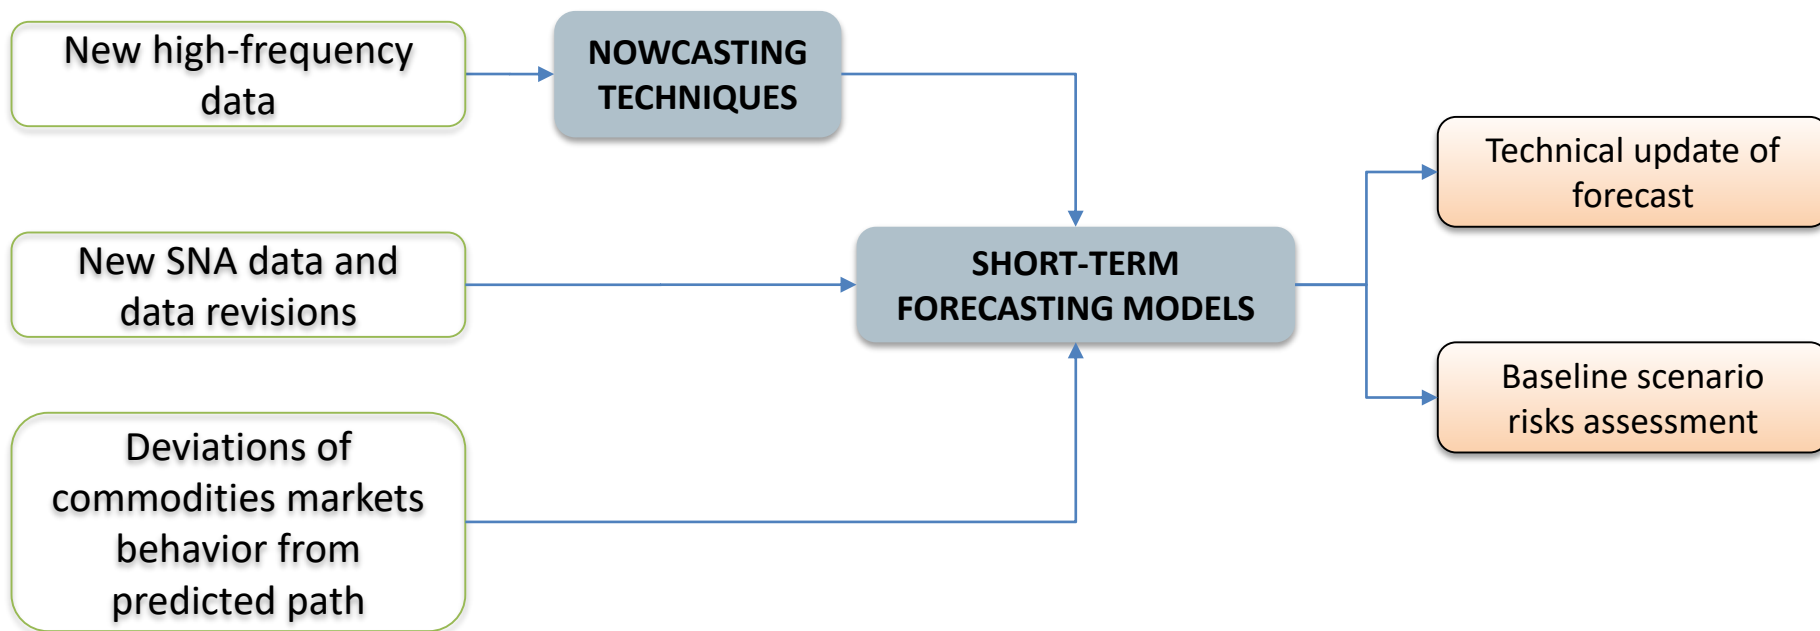 New high-frequency
data
NOWCASTING
TECHNIQUES
Technical update of
forecast
New SNA data and
data revisions
SHORT-TERM
FORECASTING MODELS
Baseline scenario
risks assessment
Deviations of
commodities markets
behavior from
predicted path